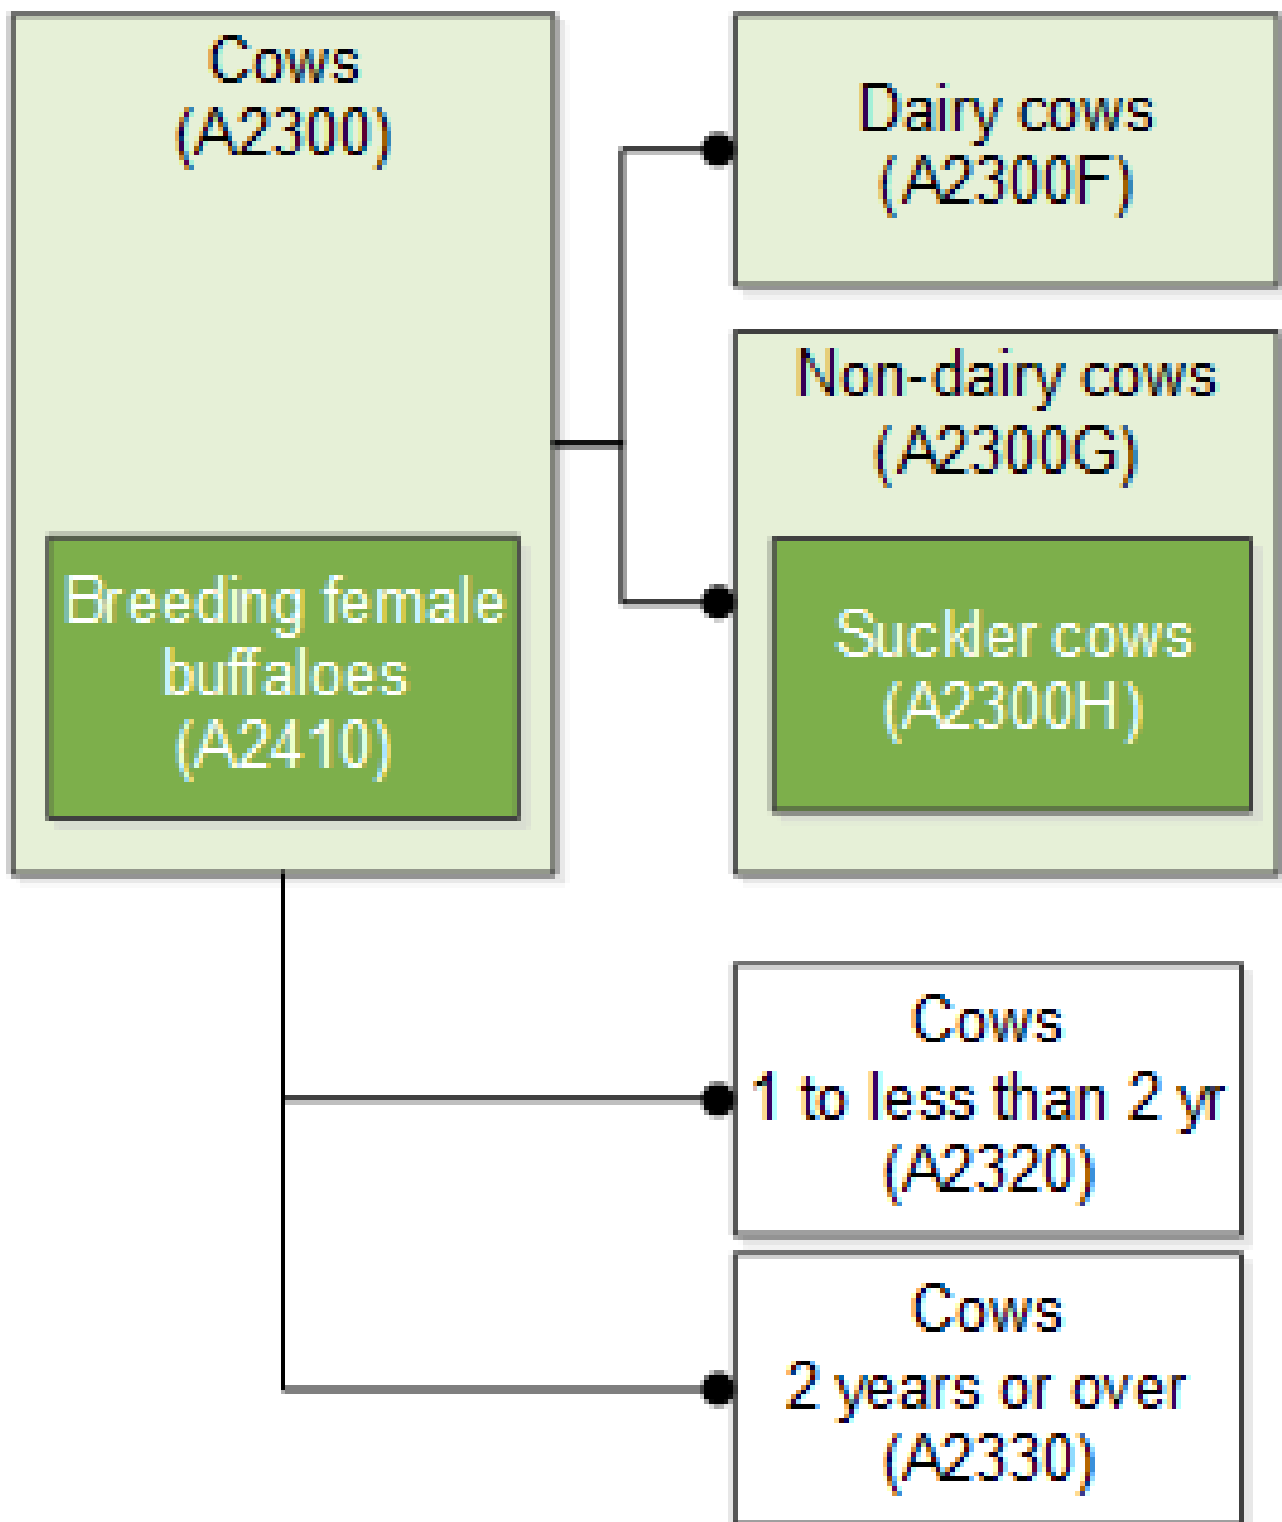 Cows
(A2300)
Breeding female
buffaloes
(A2410)
Dairy cows
(A2300F)
Non-dairy cows
(A2300G)
Suckler cows
(A2300H)
Cows
1 to less than 2 yr
(A2320)
Cows
2 years or over
(A2330)